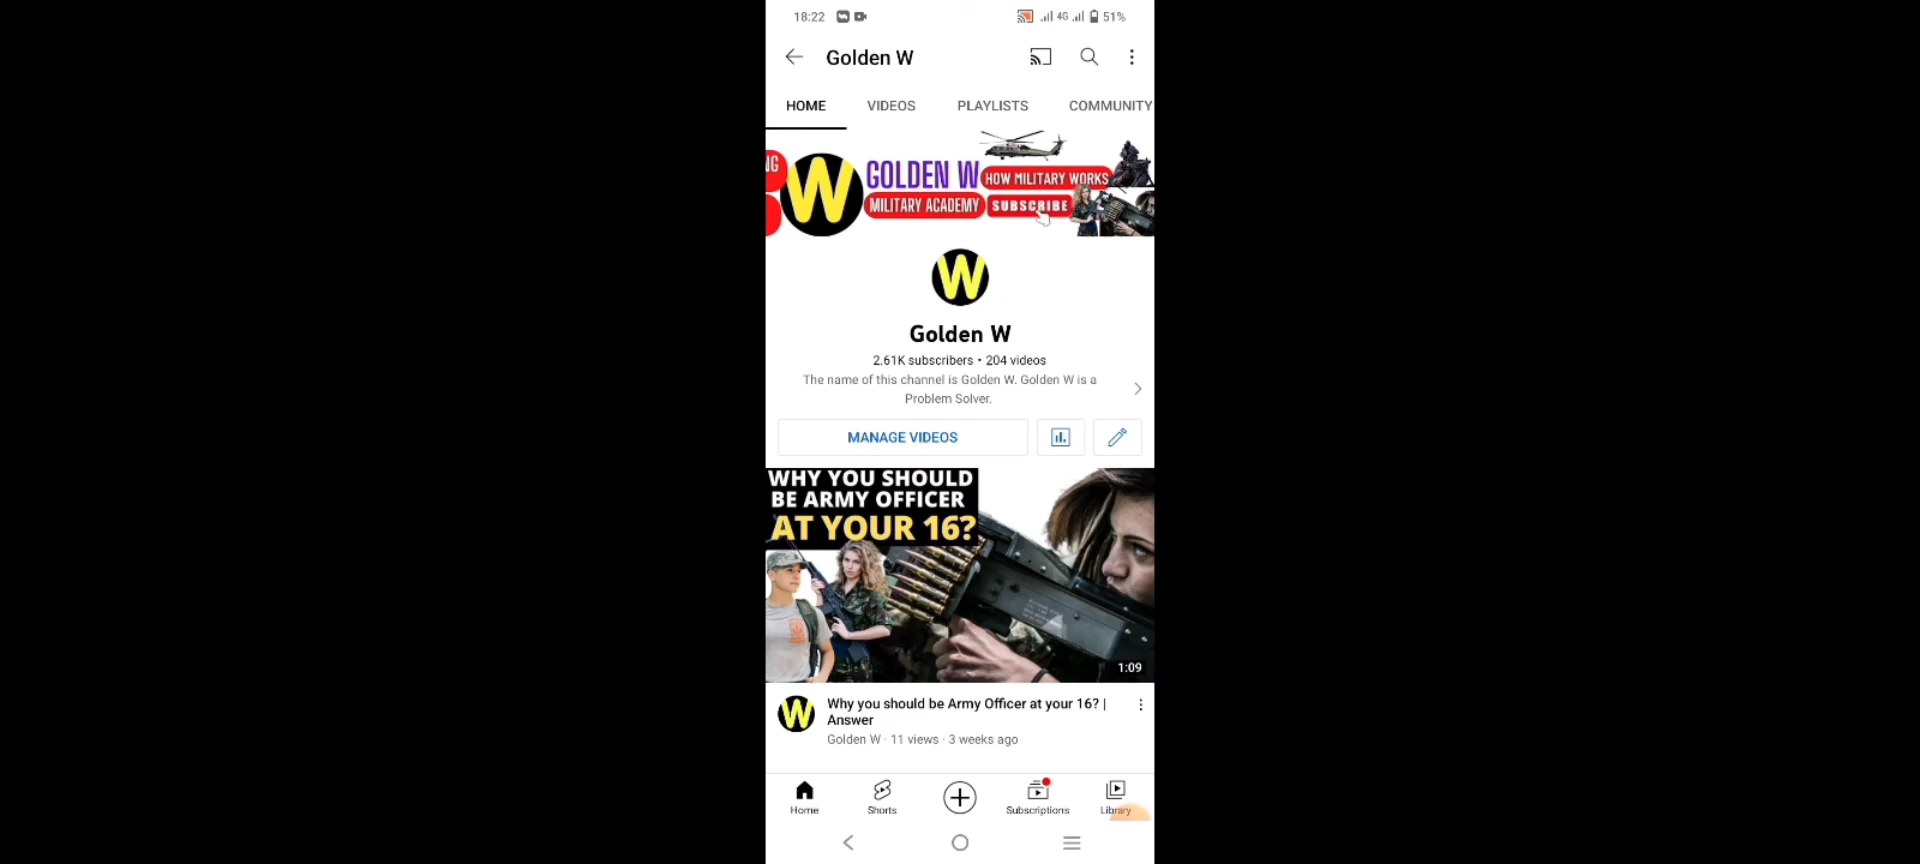 18:22 4G 51%
Golden W
HOME VIDEOS PLAYLISTS COMMUNITY
NG
W GOLDEN W HOW MILITARY WORKS
MILITARY ACADEMY SUBSCRIBE
W
Golden W
2.61K subscribers • 204 videos
The name of this channel is Golden W. Golden W is a
Problem Solver.
MANAGE VIDEOS
WHY YOU SHOULD
BE ARMY OFFICER
AT YOUR 16?
1:09
W
Why you should be Army Officer at your 16? |
Answer
Golden W · 11 views · 3 weeks ago
Home Shorts Subscriptions Library